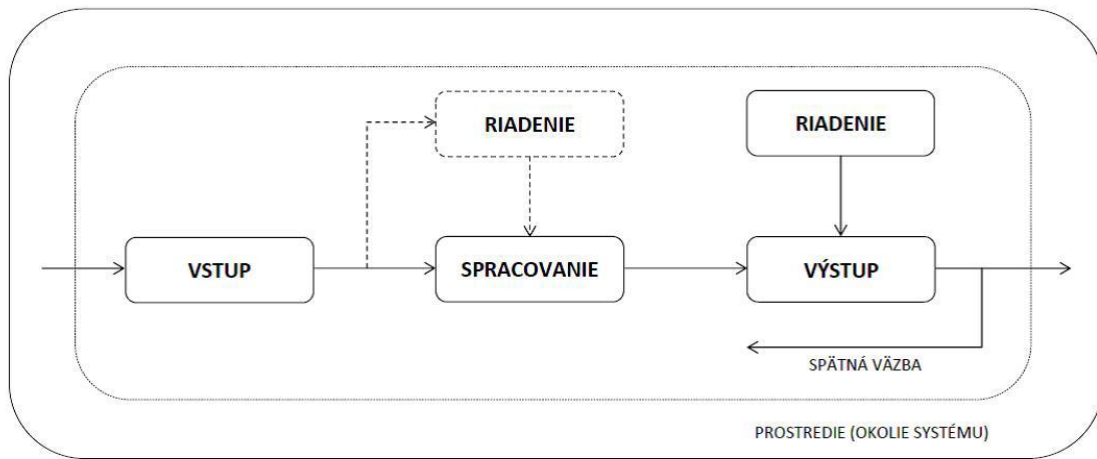 RIADENIE
RIADENIE
VSTUP
SPRACOVANIE
VÝSTUP
SPÄTNÁ VÄZBA
PROSTREDIE (OKOLIE SYSTÉMU)